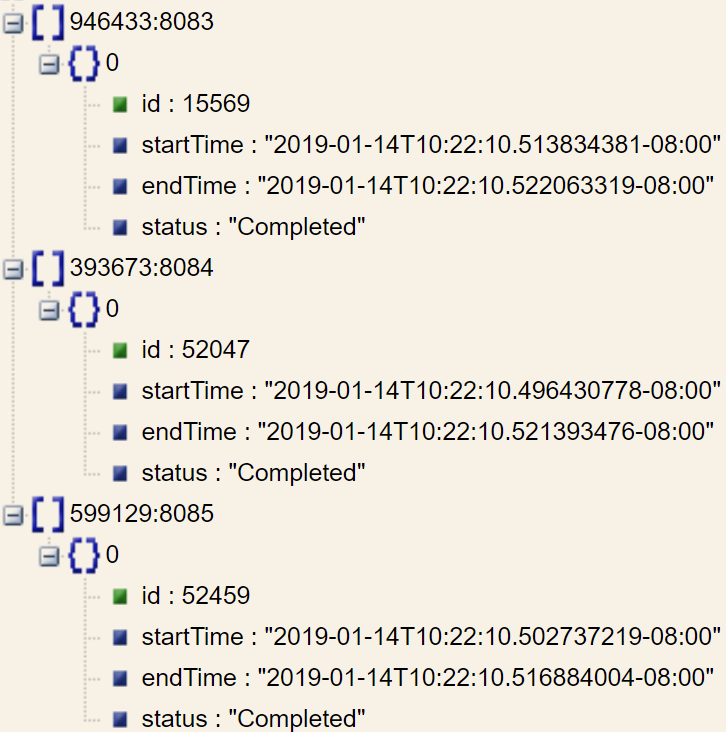 946433:8083
0
id : 15569
startTime : "2019-01-14T10:22:10.513834381-08:00"
endTime : "2019-01-14T10:22:10.522063319-08:00"
status : "Completed"
393673:8084
0
id : 52047
startTime : "2019-01-14T10:22:10.496430778-08:00"
endTime : "2019-01-14T10:22:10.521393476-08:00"
status : "Completed"
599129:8085
0
id : 52459
startTime : "2019-01-14T10:22:10.502737219-08:00"
endTime : "2019-01-14T10:22:10.516884004-08:00"
status : "Completed"